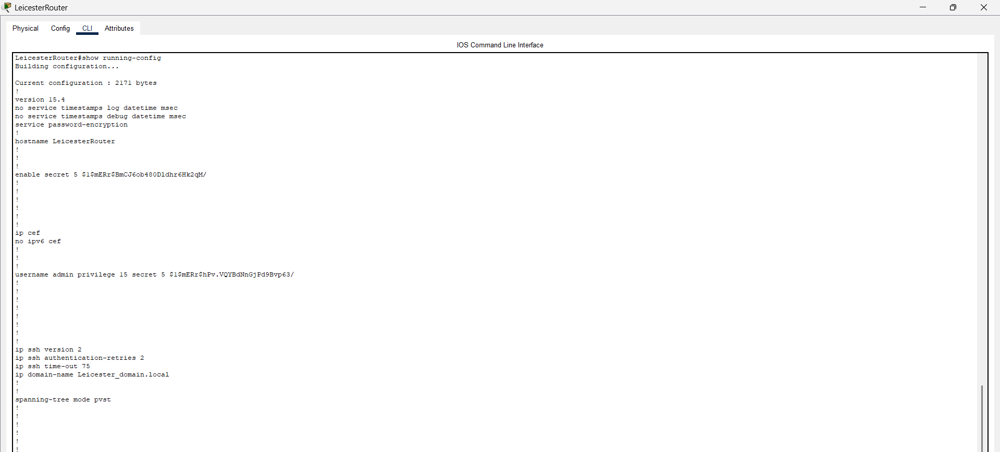 LeicesterRouter
Physical Config CLI Attributes
IOS Command Line Interface
LeicesterRouter#show running-config
Building configuration...
Current configuration : 2171 bytes
!
version 15.4
no service timestamps log datetime msec
no service timestamps debug datetime msec
service password-encryption
!
hostname LeicesterRouter
!
!
!
enable secret 5 $1$mERr$BmCJ6ob480Dldhr6Hk2qM/
!
!
!
!
!
!
ip cef
no ipv6 cef
!
!
!
username admin privilege 15 secret 5 $1$mERr$hPv.VQYBdNnGjPd9Bvp63/
!
!
!
!
!
!
!
!
ip ssh version 2
ip ssh authentication-retries 2
ip ssh time-out 75
ip domain-name Leicester_domain.local
!
!
spanning-tree mode pvst
!
!
!
!
!
!